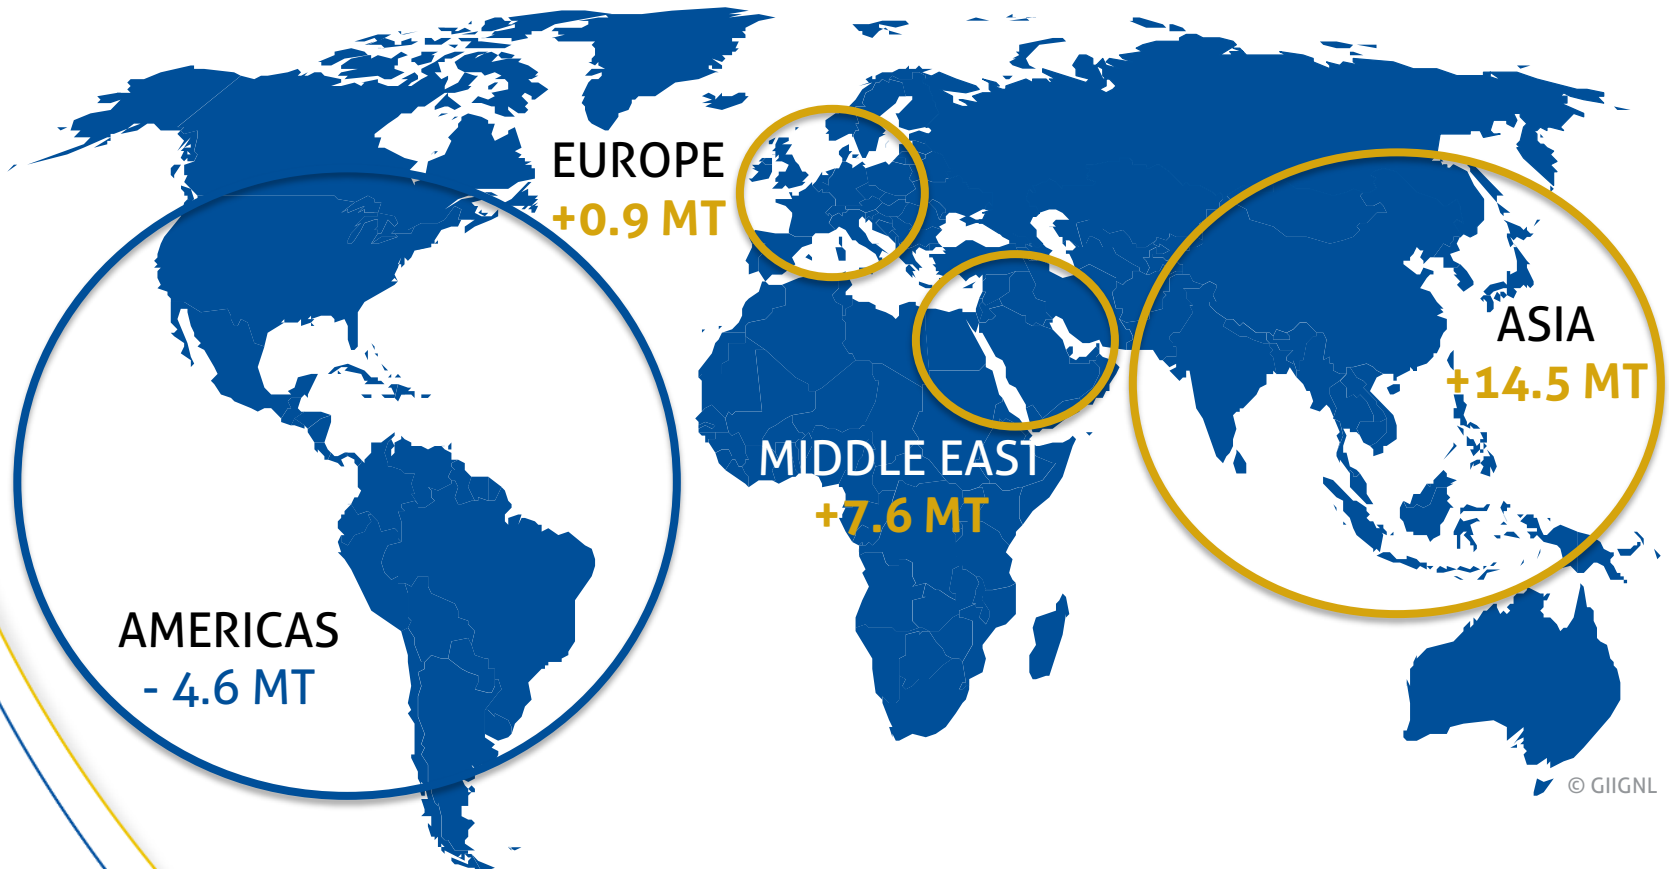 EUROPE
+0.9 MT
ASIA
+14.5 MT
MIDDLE EAST
+7.6 MT
AMERICAS
- 4.6 MT
© GIIGNL